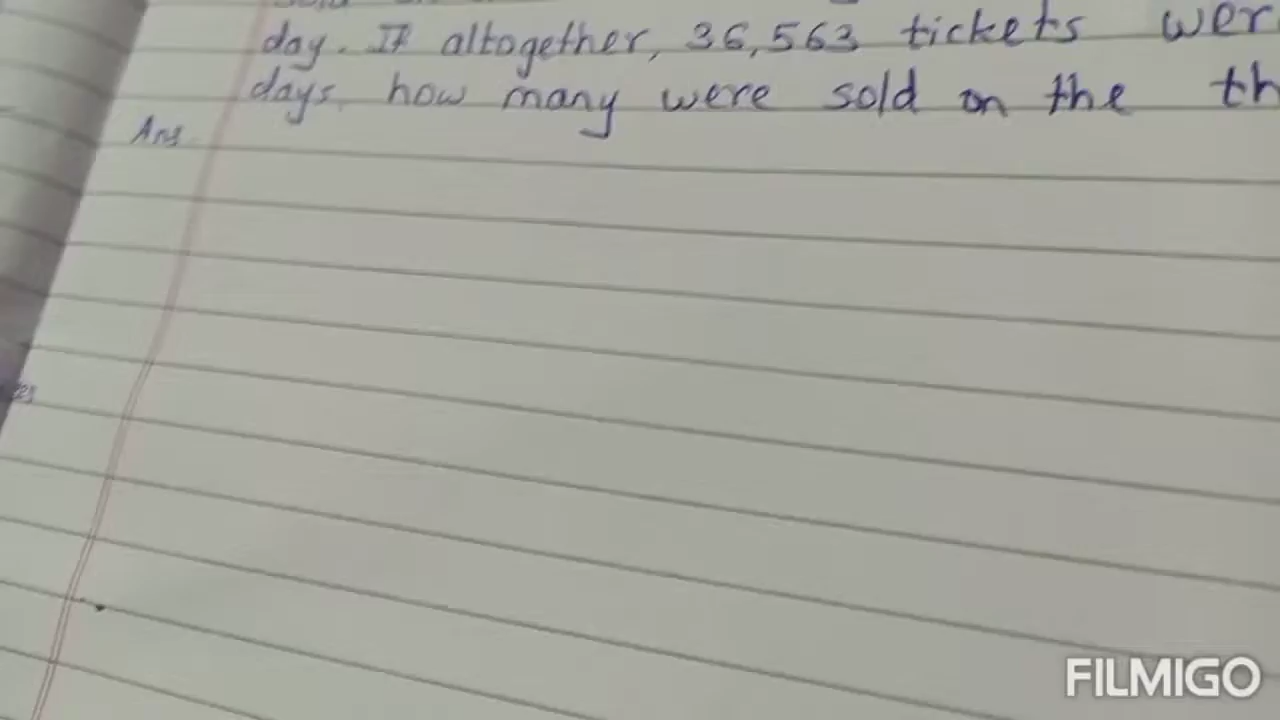 day. If altogether, 36,563 tickets wer
days, how many were sold on the th
Ans.
FILMIGO